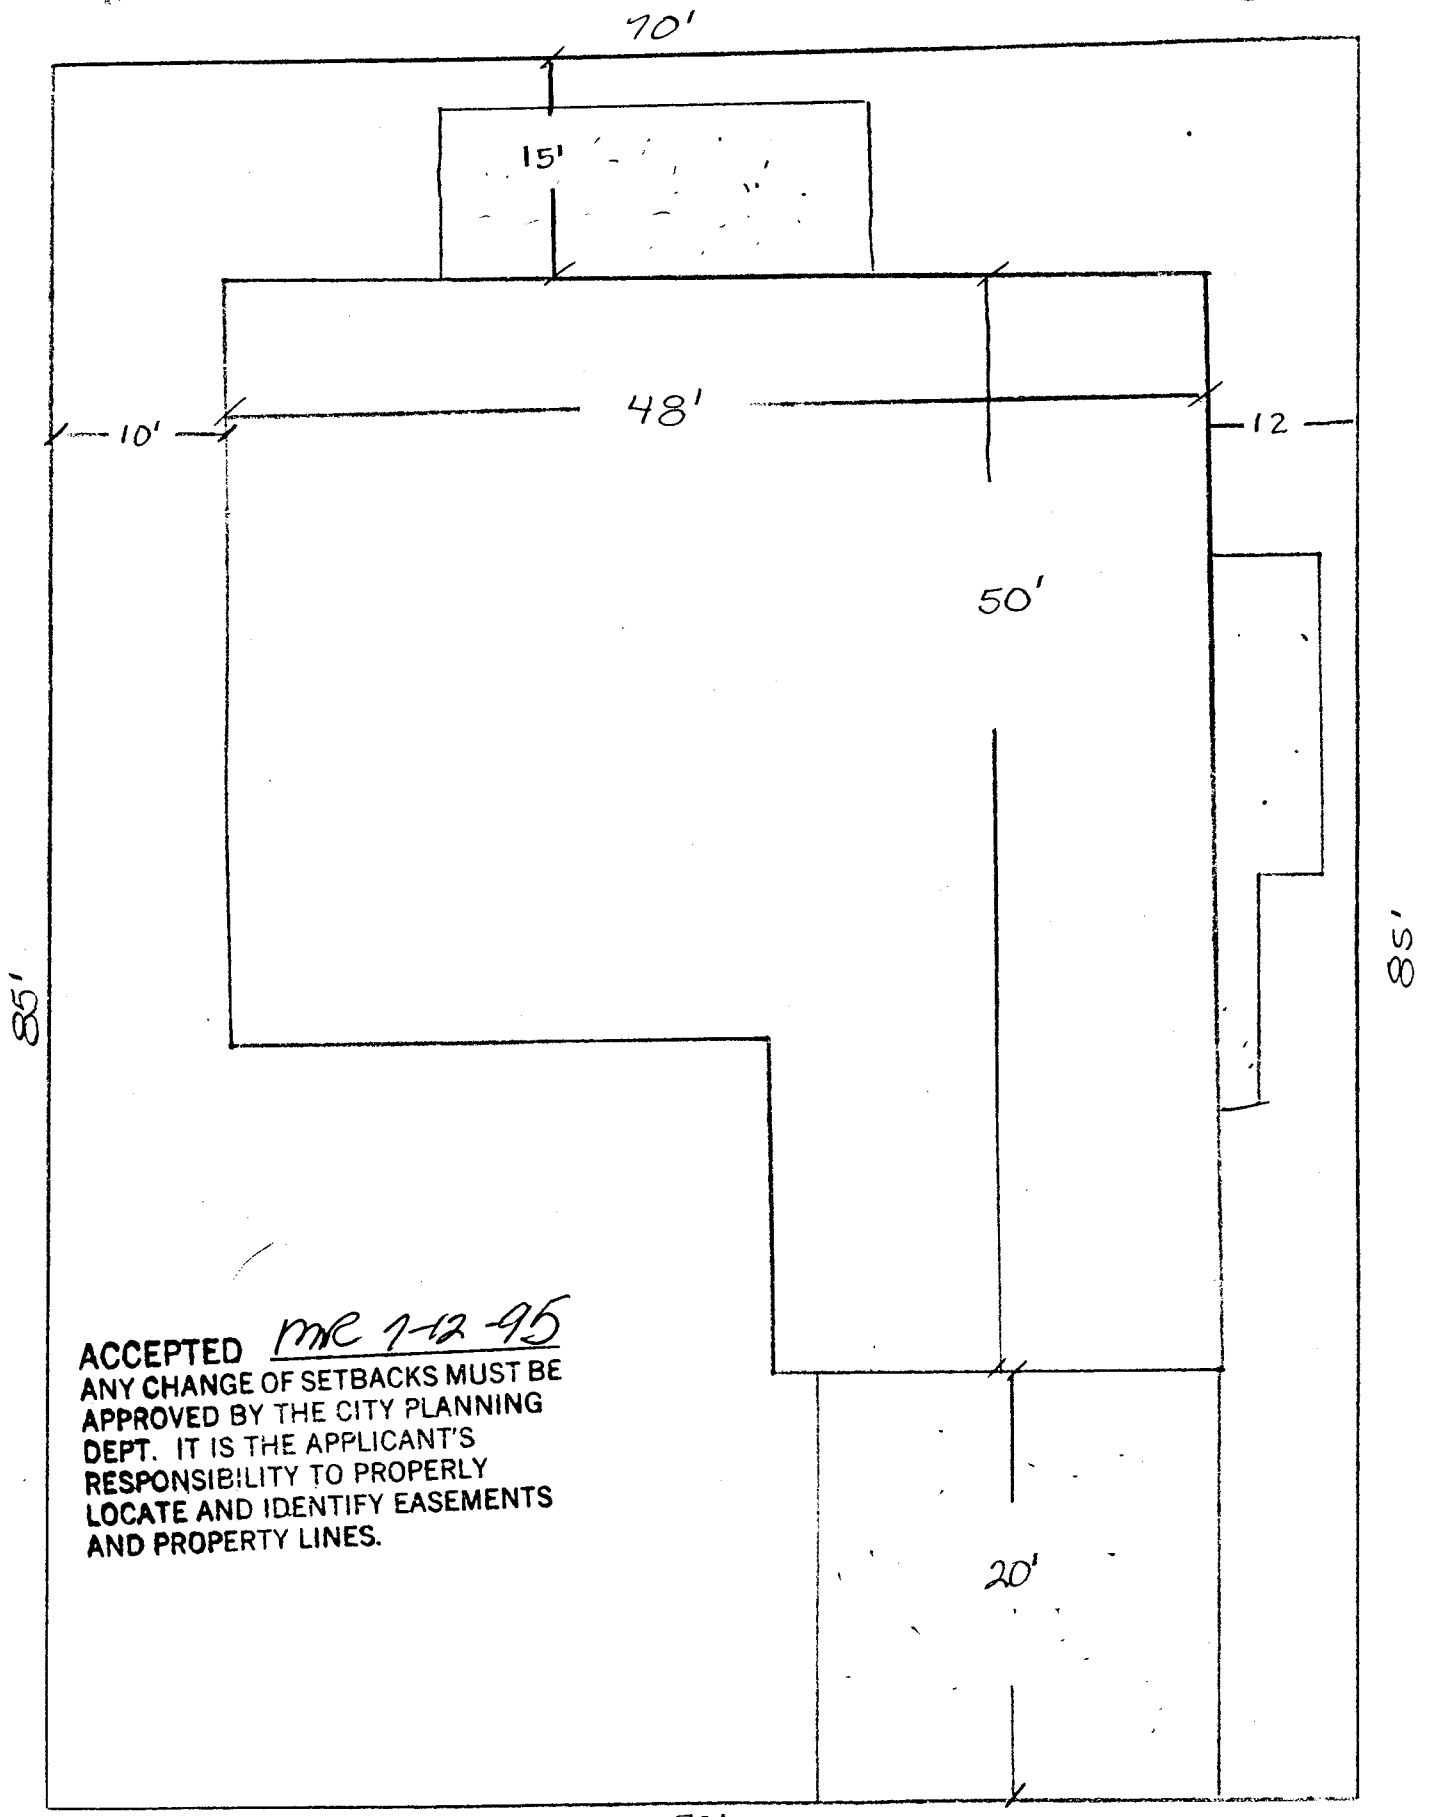 70'
15'
48'
10'
12
50'
85'
85'
ACCEPTED MR 7-12-95
ANY CHANGE OF SETBACKS MUST BE
APPROVED BY THE CITY PLANNING
DEPT. IT IS THE APPLICANT'S
RESPONSIBILITY TO PROPERLY
LOCATE AND IDENTIFY EASEMENTS
AND PROPERTY LINES.
20'